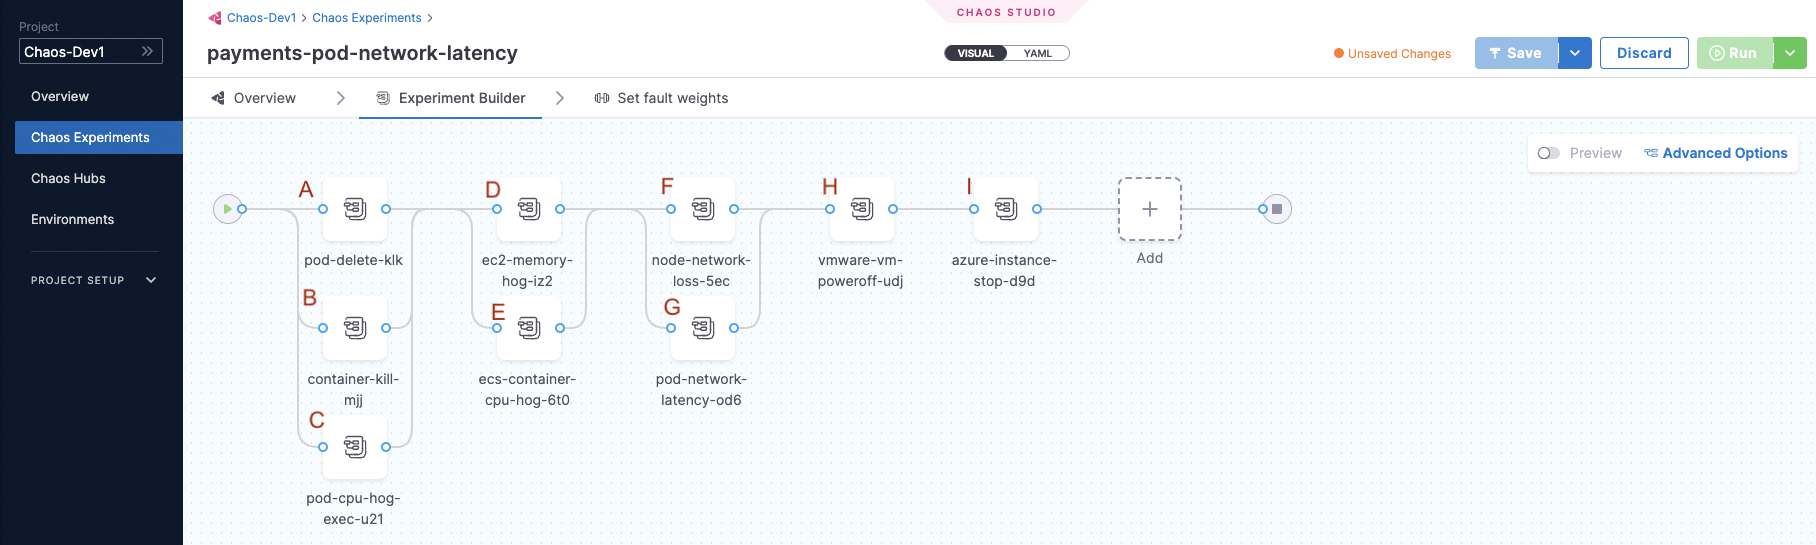 Project
Chaos-Dev1
Overview
Chaos Experiments
Chaos Hubs
Environments
PROJECT SETUP
Chaos-Dev1 > Chaos Experiments >
CHAOS STUDIO
payments-pod-network-latency
VISUAL YAML
Unsaved Changes
Save
Discard
Run
Overview
Experiment Builder
Set fault weights
Preview
Advanced Options
A
pod-delete-klk
B
container-kill-
mjj
C
pod-cpu-hog-
exec-u21
D
ec2-memory-
hog-iz2
E
ecs-container-
cpu-hog-6t0
F
node-network-
loss-5ec
G
pod-network-
latency-od6
H
vmware-vm-
poweroff-udj
I
azure-instance-
stop-d9d
Add